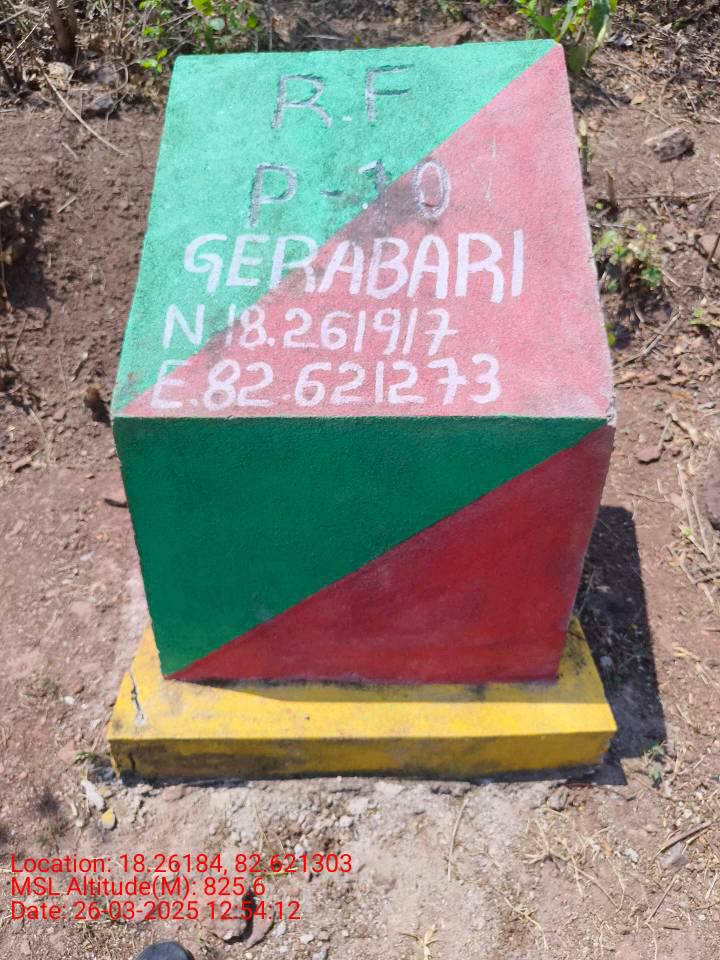 R.F
P-10
GERABARI
N 18.261917
E.82.621273
Location: 18.26184, 82.621303
MSL Altitude(M): 825.6
Date: 26-03-2025 12:54:12